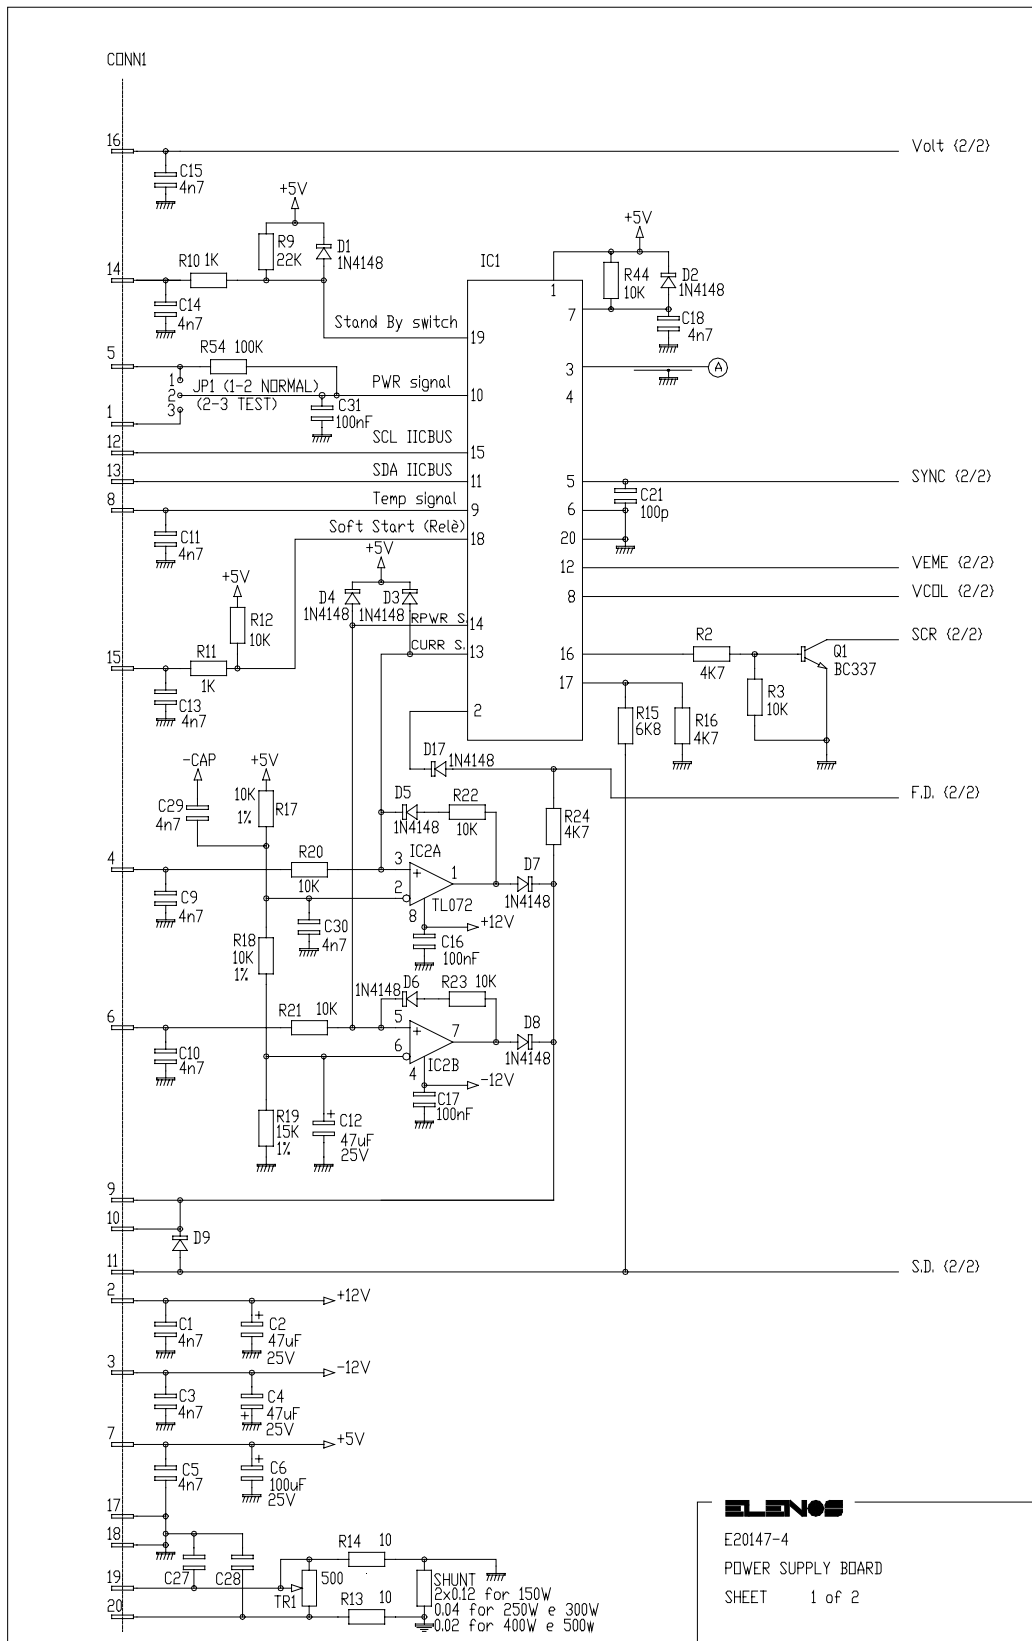 CONN1
16
Volt (2/2)
C15
4n7
+5V
R9
22K
D1
1N4148
+5V
14
R10 1K
IC1
1
R44
10K
D2
1N4148
C14
4n7
7
C18
4n7
Stand By switch
19
5
R54 100K
3
A
1
2
3
JP1 (1-2 NORMAL)
(2-3 TEST)
PWR signal
10
4
C31
100nF
1
12
SCL IICBUS
15
13
SDA IICBUS
11
5
SYNC (2/2)
8
Temp signal
9
C21
100p
6
C11
4n7
Soft Start (Relè)
18
20
+5V
12
VEME (2/2)
+5V
D4
1N4148
D3
1N4148
8
VCOL (2/2)
R12
10K
RPWR S.
14
CURR S.
13
16
R2
4K7
Q1
BC337
SCR (2/2)
15
R11
1K
17
R3
10K
C13
4n7
2
R15
6K8
R16
4K7
D17
1N4148
-CAP
+5V
F.D. (2/2)
C29
4n7
10K
1%
R17
D5
1N4148
R22
10K
R24
4K7
4
R20
10K
IC2A
3
2
1
8
TL072
D7
1N4148
C9
4n7
C30
4n7
+12V
C16
100nF
R18
10K
1%
1N4148
D6
R23 10K
6
R21 10K
5
6
7
4
IC2B
D8
1N4148
C10
4n7
-12V
C17
100nF
R19
15K
1%
+
C12
47uF
25V
9
10
D9
11
S.D. (2/2)
2
+12V
C1
4n7
+
C2
47uF
25V
3
-12V
C3
4n7
+
C4
47uF
25V
7
+5V
C5
4n7
+
C6
100uF
25V
17
18
19
C27
C28
TR1
500
R14 10
R13 10
SHUNT
2x0.12 for 150W
0.04 for 250W e 300W
0.02 for 400W e 500w
20
ELENOS
E20147-4
POWER SUPPLY BOARD
SHEET 1 of 2